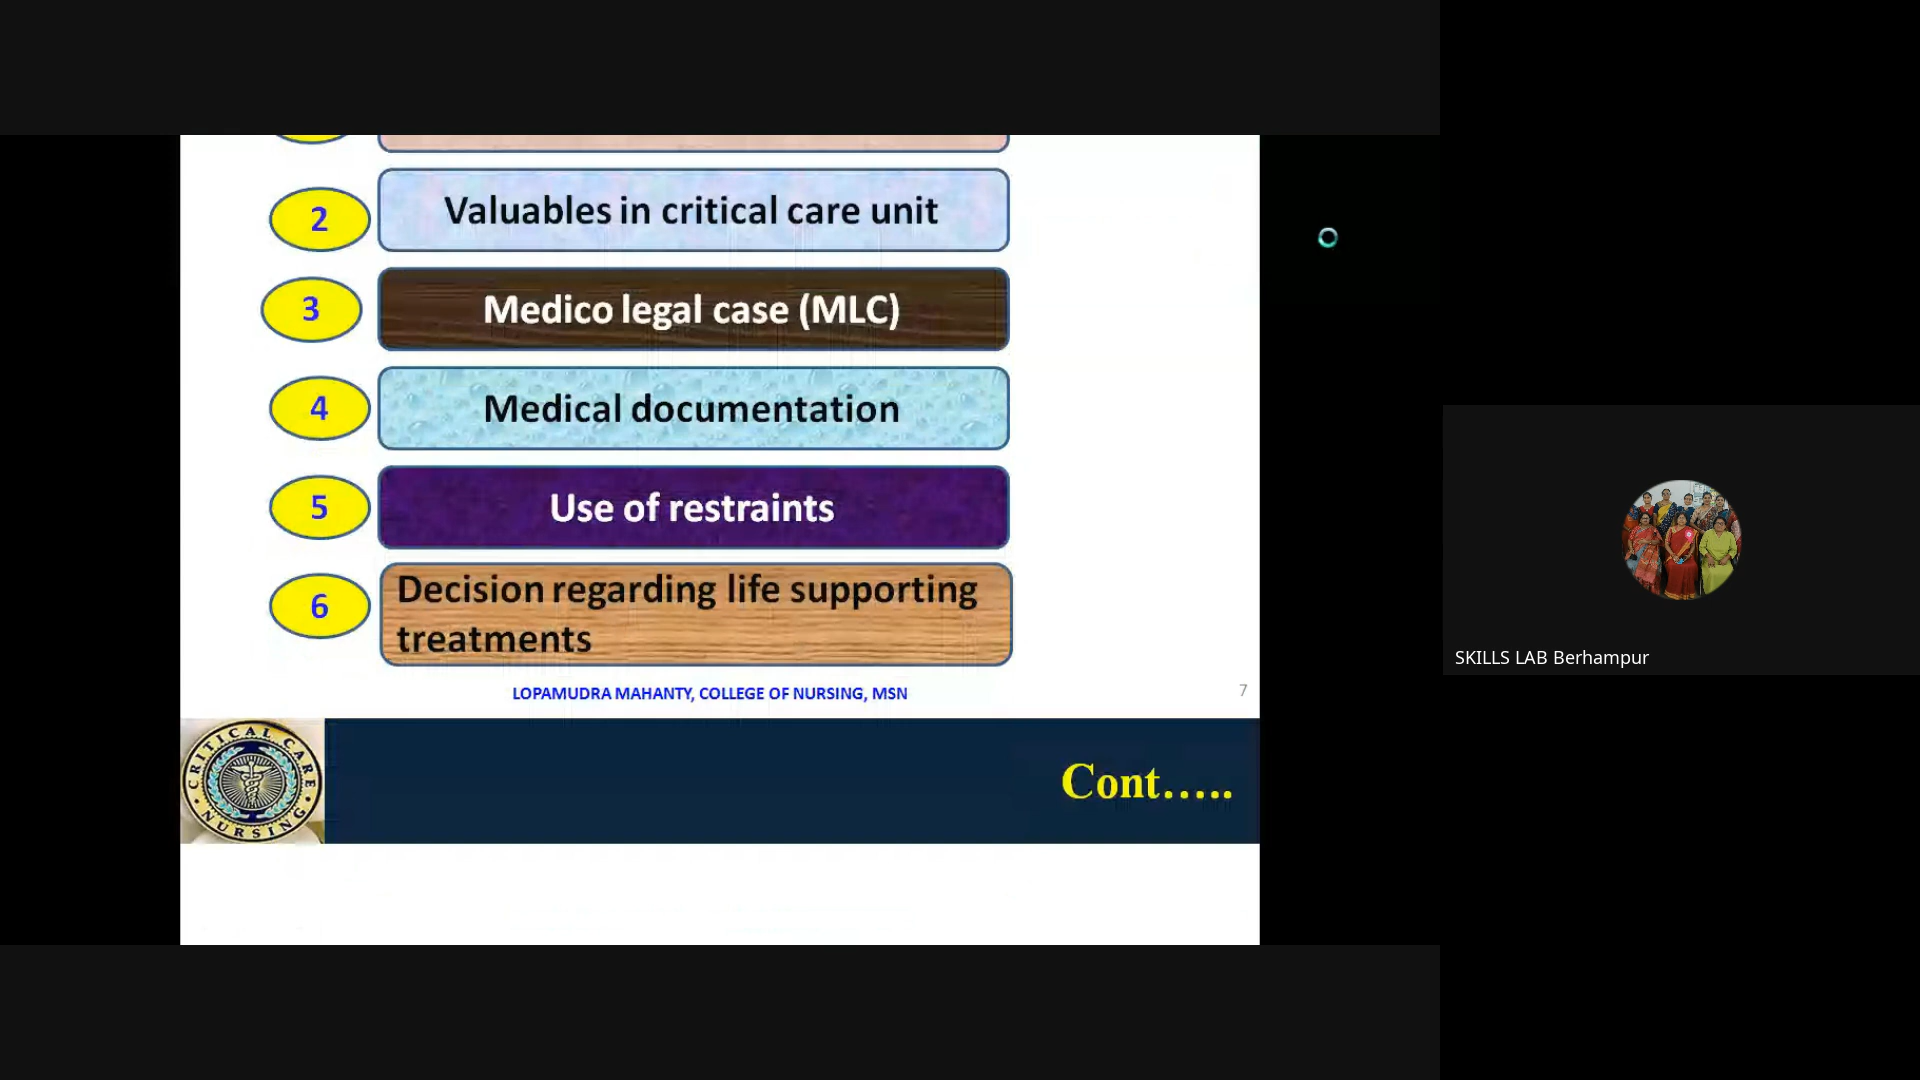 2
Valuables in critical care unit
3
Medico legal case (MLC)
4
Medical documentation
5
Use of restraints
6
Decision regarding life supporting
treatments
LOPAMUDRA MAHANTY, COLLEGE OF NURSING, MSN
7
CRITICAL CARE
NURSING
Cont.....
SKILLS LAB Berhampur